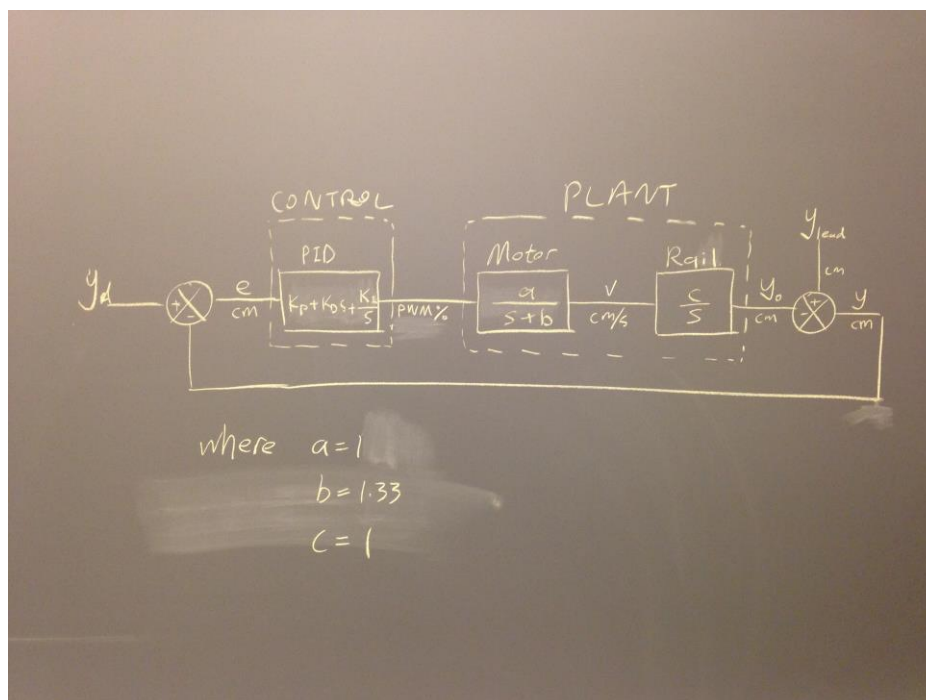 CONTROL
PLANT
PID
Motor
Rail
y_lead
cm
y_d
+
-
e
cm
K_P + K_D s + K_I/s
PWM%
a/(s+b)
v
cm/s
c/s
y_o
cm
+
-
y
cm
where a=1
b=1.33
c=1